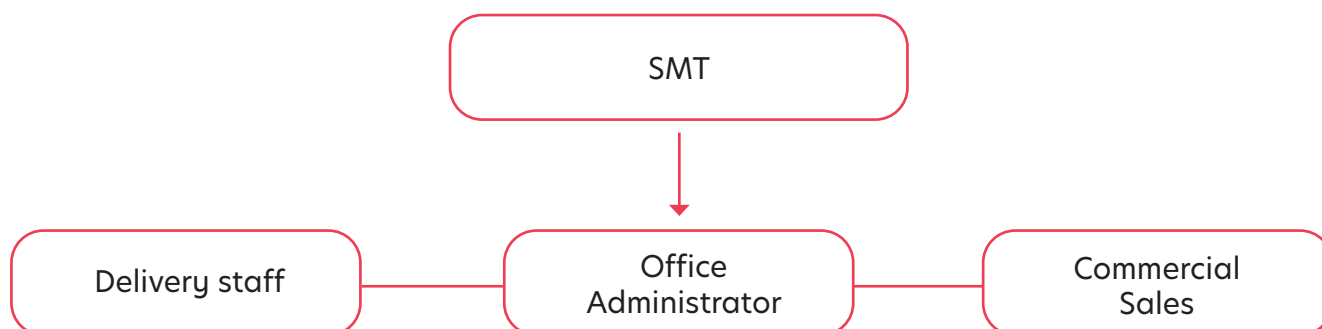 SMT
Delivery staff
Office
Administrator
Commercial
Sales